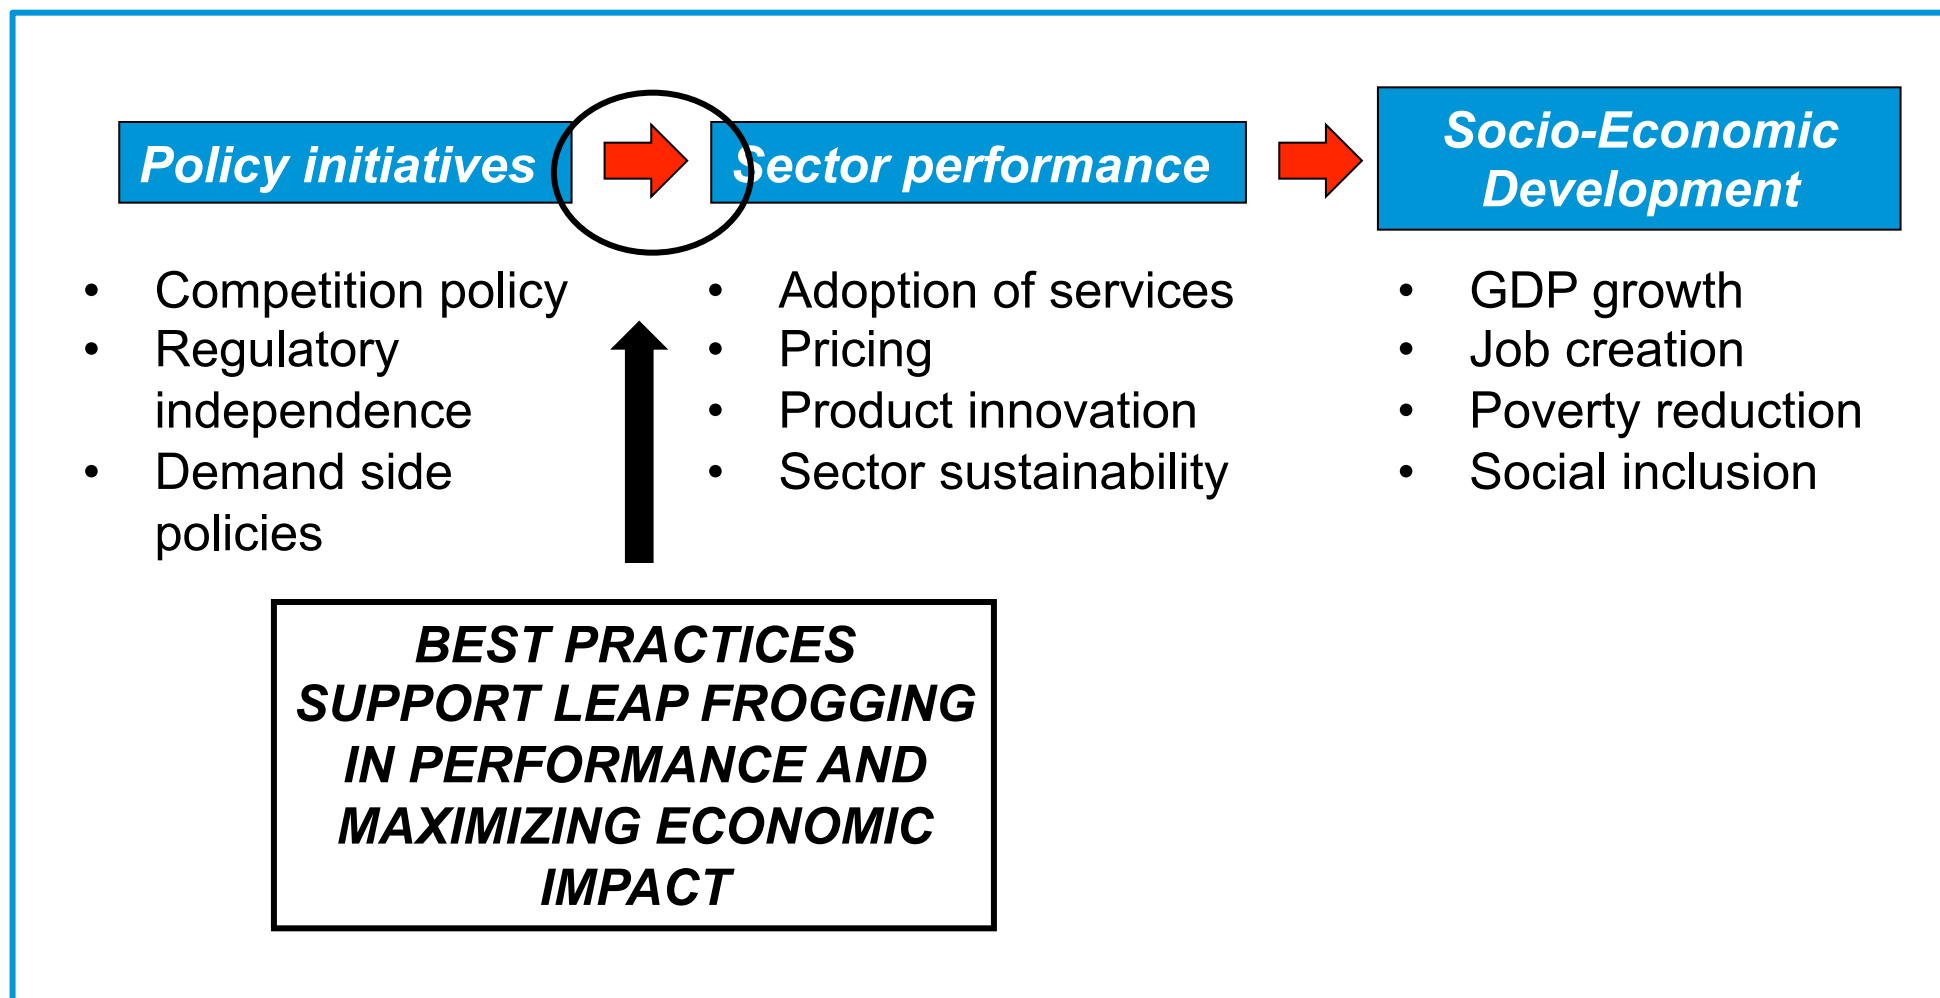 Policy initiatives
• Competition policy
• Regulatory
independence
• Demand side
policies
Sector performance
• Adoption of services
• Pricing
• Product innovation
• Sector sustainability
Socio-Economic
Development
• GDP growth
• Job creation
• Poverty reduction
• Social inclusion
BEST PRACTICES
SUPPORT LEAP FROGGING
IN PERFORMANCE AND
MAXIMIZING ECONOMIC
IMPACT